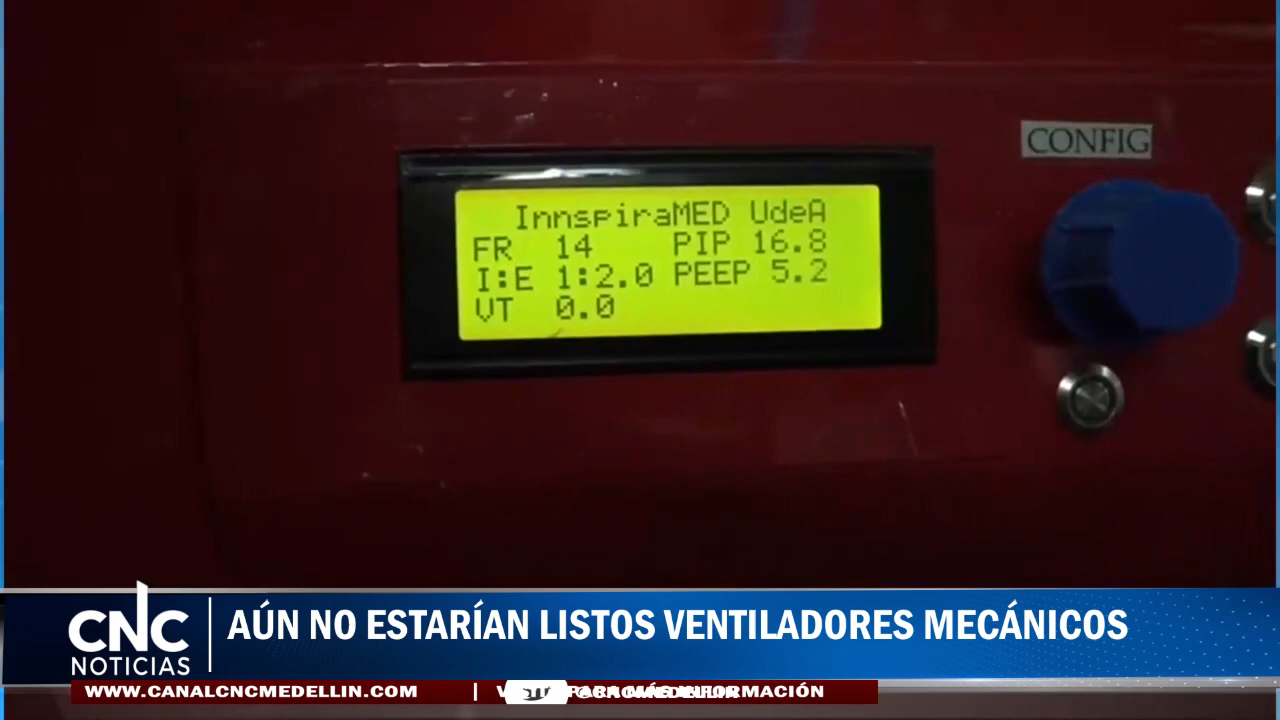 CONFIG
InnspiraMED UdeA
FR 14 PIP 16.8
I:E 1:2.0 PEEP 5.2
VT 0.0
CNC NOTICIAS
AÚN NO ESTARÍAN LISTOS VENTILADORES MECÁNICOS
WWW.CANALCNCMEDELLIN.COM |